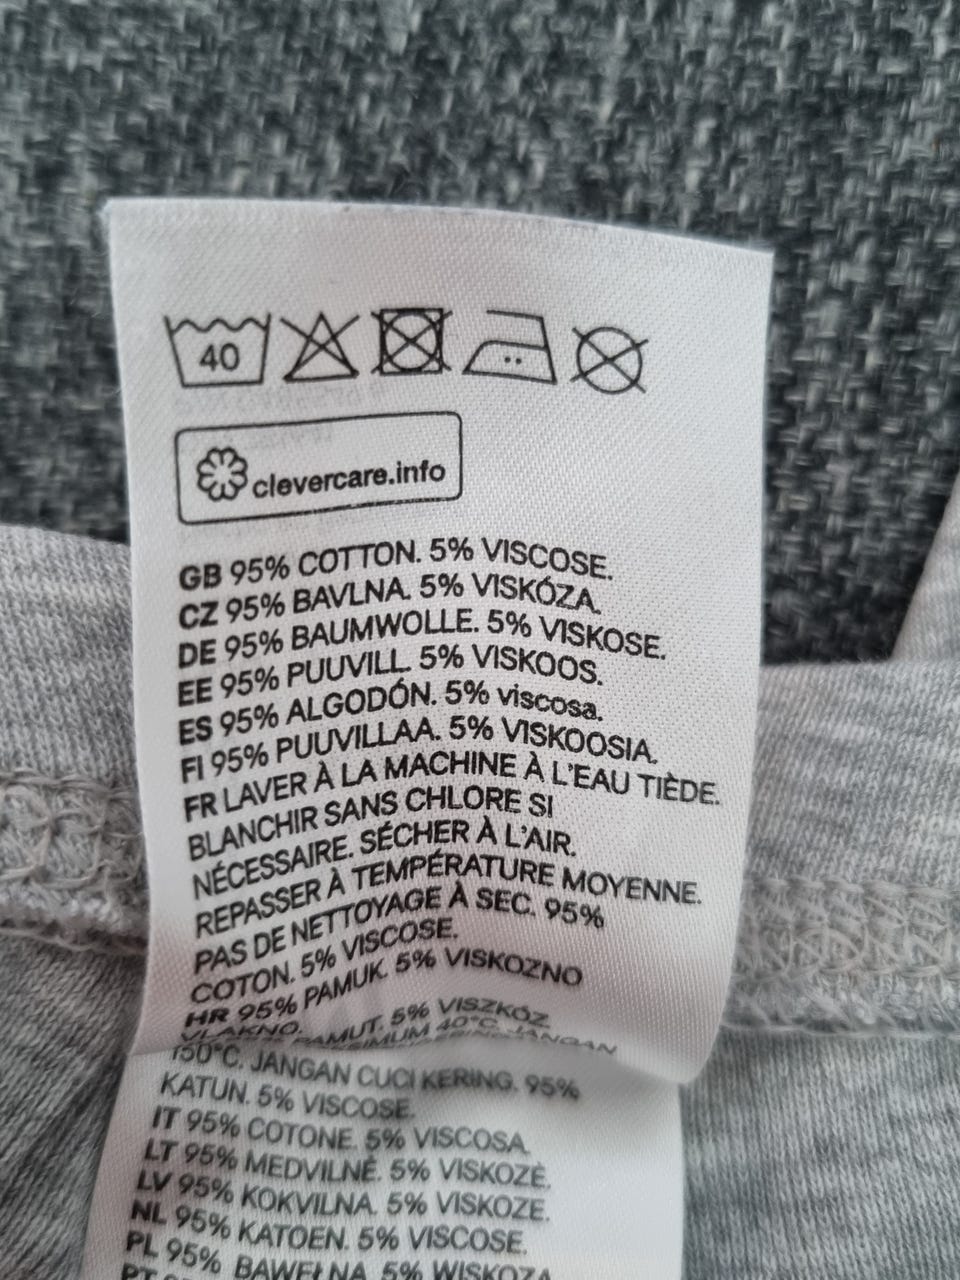 40
clevercare.info
GB 95% COTTON. 5% VISCOSE.
CZ 95% BAVLNA. 5% VISKÓZA.
DE 95% BAUMWOLLE. 5% VISKOSE.
EE 95% PUUVILL. 5% VISKOOS.
ES 95% ALGODÓN. 5% viscosa.
FI 95% PUUVILLAA. 5% VISKOOSIA.
FR LAVER À LA MACHINE À L'EAU TIÈDE.
BLANCHIR SANS CHLORE SI
NÉCESSAIRE. SÉCHER À L'AIR.
REPASSER À TEMPÉRATURE MOYENNE.
PAS DE NETTOYAGE À SEC. 95%
COTON. 5% VISCOSE.
HR 95% PAMUK. 5% VISKOZNO
VLAKNO.
PAMUT. 5% VISZKÓZ
40°C. JANGAN
150°C. JANGAN CUCI KERING. 95%
KATUN. 5% VISCOSE.
IT 95% COTONE. 5% VISCOSA.
LT 95% MEDVILNĖ. 5% VISKOZĖ.
LV 95% KOKVILNA. 5% VISKOZE.
NL 95% KATOEN. 5% VISCOSE.
PL 95% BAWEŁNA. 5% WISKOZA.
PT